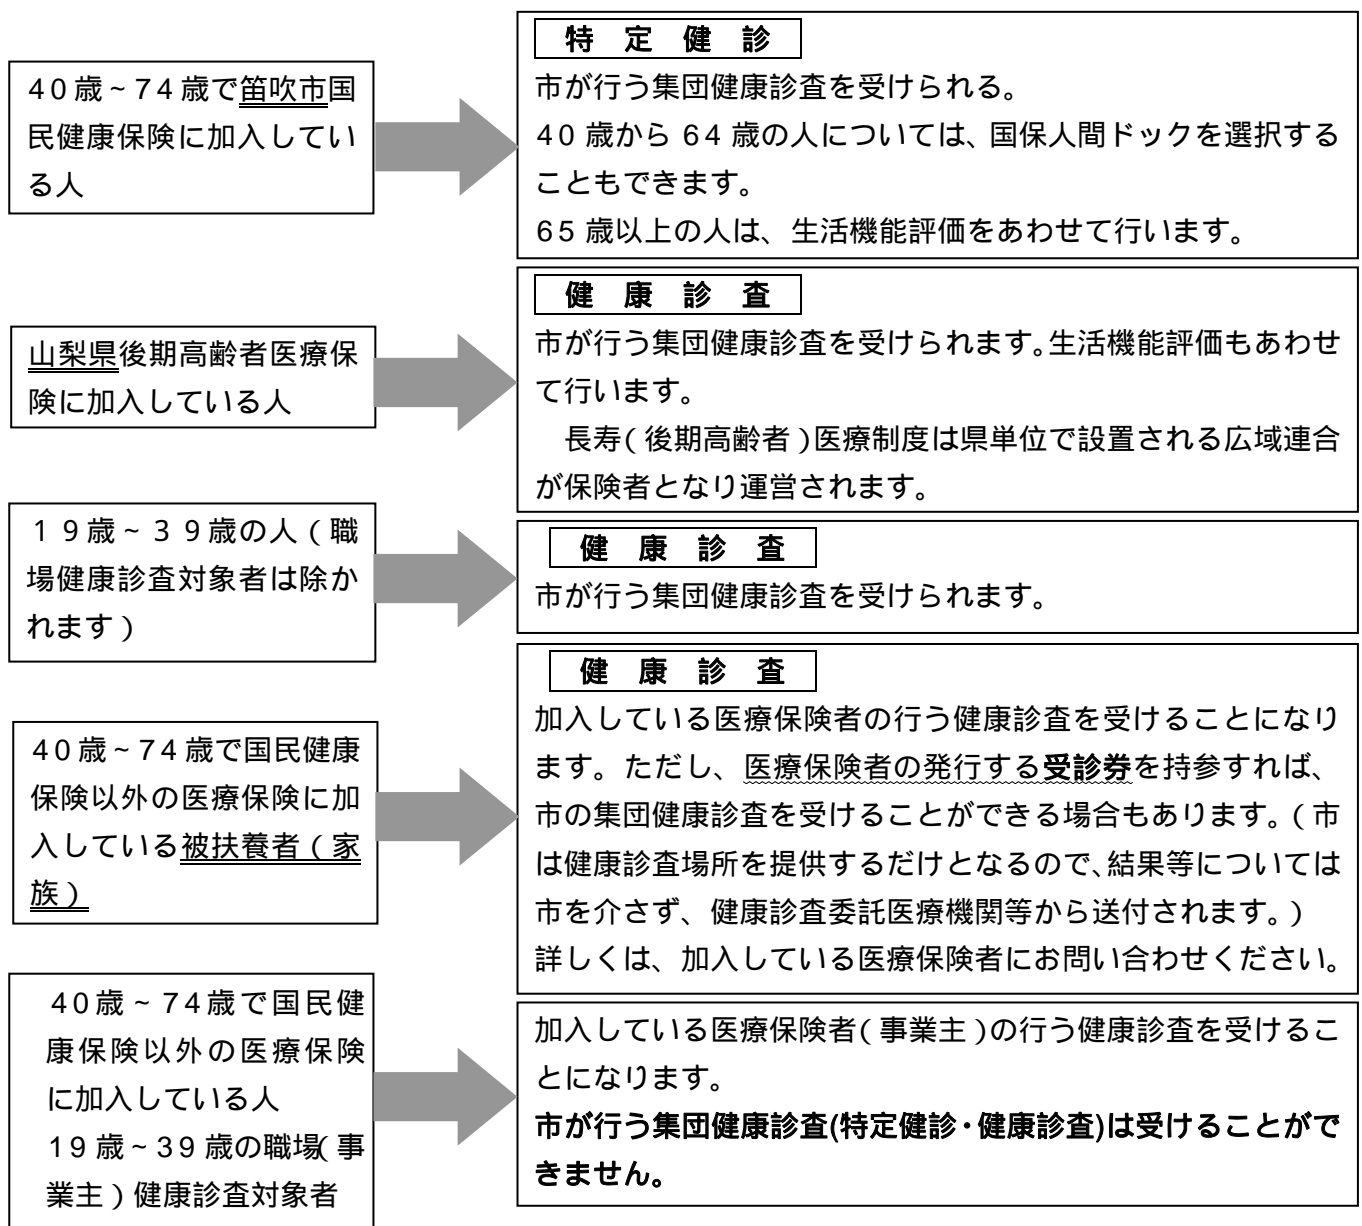 40歳~74歳で笛吹市国
民健康保険に加入してい
る人
特 定 健 診
市が行う集団健康診査を受けられる。
40歳から64歳の人については、国保人間ドックを選択する
こともできます。
65歳以上の人は、生活機能評価をあわせて行います。
山梨県後期高齢者医療保
険に加入している人
健 康 診 査
市が行う集団健康診査を受けられます。生活機能評価もあわせ
て行います。
長寿(後期高齢者)医療制度は県単位で設置される広域連合
が保険者となり運営されます。
19歳~39歳の人(職
場健康診査対象者は除か
れます)
健 康 診 査
市が行う集団健康診査を受けられます。
40歳~74歳で国民健康
保険以外の医療保険に加
入している被扶養者(家
族)
健 康 診 査
加入している医療保険者の行う健康診査を受けることになり
ます。ただし、医療保険者の発行する受診券を持参すれば、
市の集団健康診査を受けることができる場合もあります。(市
は健康診査場所を提供するだけとなるので、結果等については
市を介さず、健康診査委託医療機関等から送付されます。)
詳しくは、加入している医療保険者にお問い合わせください。
40歳~74歳で国民健
康保険以外の医療保険
に加入している人
19歳~39歳の職場(事
業主)健康診査対象者
加入している医療保険者(事業主)の行う健康診査を受けるこ
とになります。
市が行う集団健康診査(特定健診・健康診査)は受けることがで
きません。